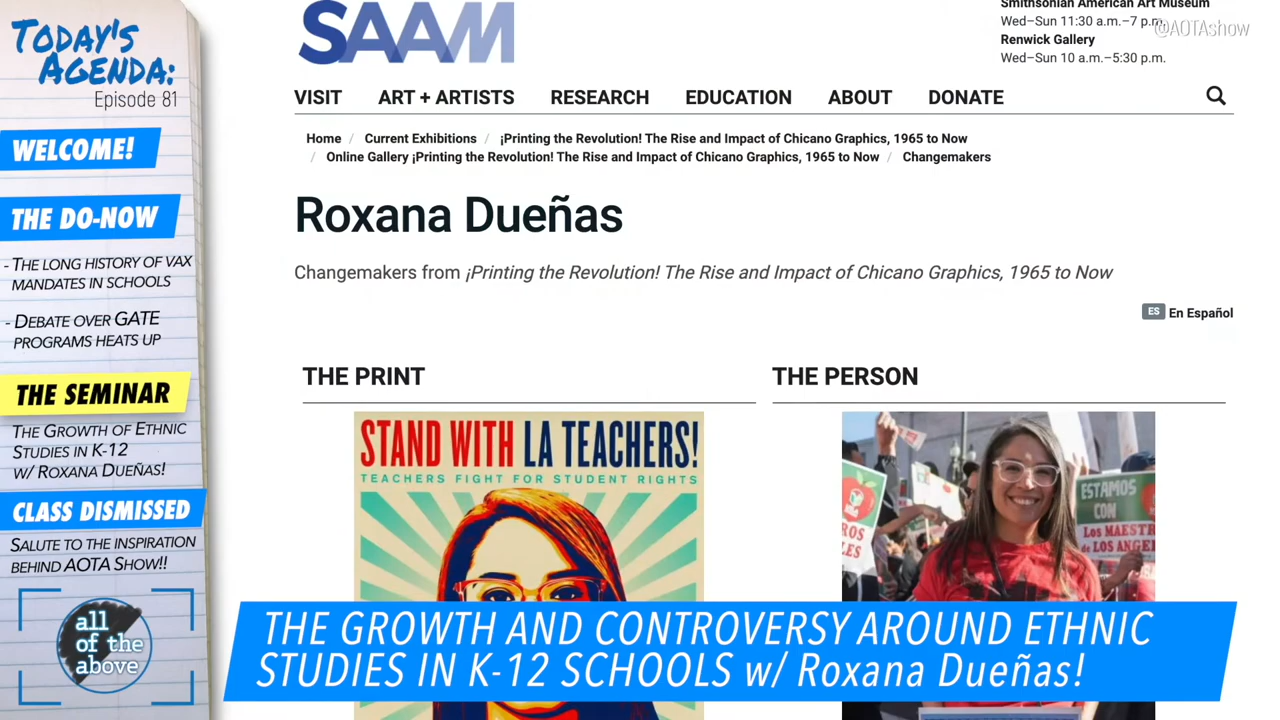 TODAY'S
AGENDA:
Episode 81
WELCOME!
THE DO-NOW
- THE LONG HISTORY OF VAX
MANDATES IN SCHOOLS
- DEBATE OVER GATE
PROGRAMS HEATS UP
THE SEMINAR
THE GROWTH OF ETHNIC
STUDIES IN K-12
W/ ROXANA DUEÑAS!
CLASS DISMISSED
SALUTE TO THE INSPIRATION
BEHIND AOTA SHOW!!
all
of the
above
SAAM
Smithsonian American Art Museum
Wed–Sun 11:30 a.m.–7 p.m.
@AOTAshow
Renwick Gallery
Wed–Sun 10 a.m.–5:30 p.m.
VISIT ART + ARTISTS RESEARCH EDUCATION ABOUT DONATE
Home / Current Exhibitions / ¡Printing the Revolution! The Rise and Impact of Chicano Graphics, 1965 to Now
/ Online Gallery ¡Printing the Revolution! The Rise and Impact of Chicano Graphics, 1965 to Now / Changemakers
Roxana Dueñas
Changemakers from ¡Printing the Revolution! The Rise and Impact of Chicano Graphics, 1965 to Now
ES En Español
THE PRINT
STAND WITH LA TEACHERS!
TEACHERS FIGHT FOR STUDENT RIGHTS
THE PERSON
ESTAMOS
CON
LOS MAESTR
de LOS ANGEL
THE GROWTH AND CONTROVERSY AROUND ETHNIC
STUDIES IN K-12 SCHOOLS w/ Roxana Dueñas!